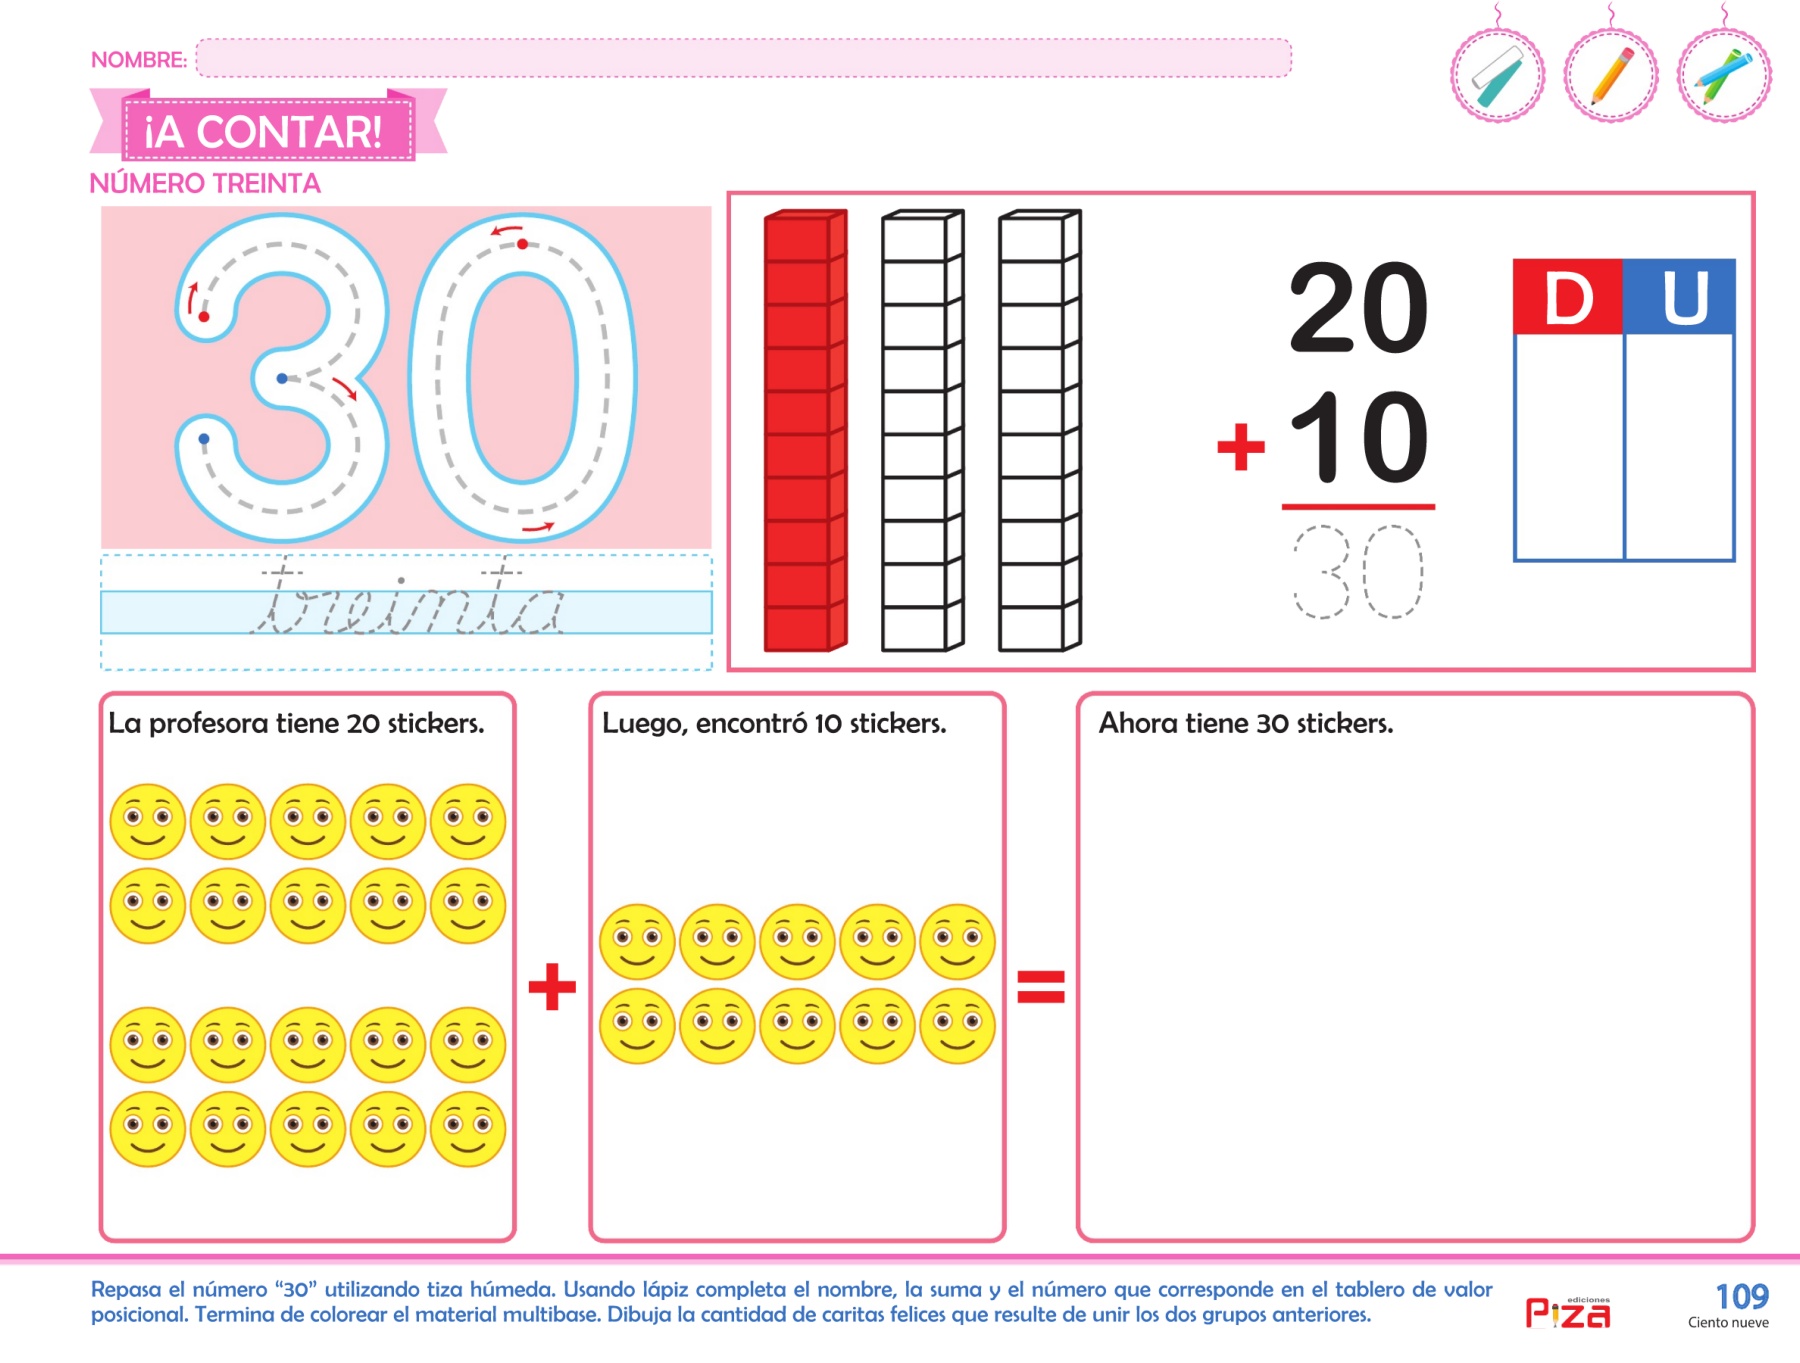 NOMBRE:
¡A CONTAR!
NÚMERO TREINTA
30
treinta
20
+ 10
30
D U
La profesora tiene 20 stickers.
+
Luego, encontró 10 stickers.
=
Ahora tiene 30 stickers.
Repasa el número “30” utilizando tiza húmeda. Usando lápiz completa el nombre, la suma y el número que corresponde en el tablero de valor
posicional. Termina de colorear el material multibase. Dibuja la cantidad de caritas felices que resulte de unir los dos grupos anteriores.
ediciones
Piza
109
Ciento nueve